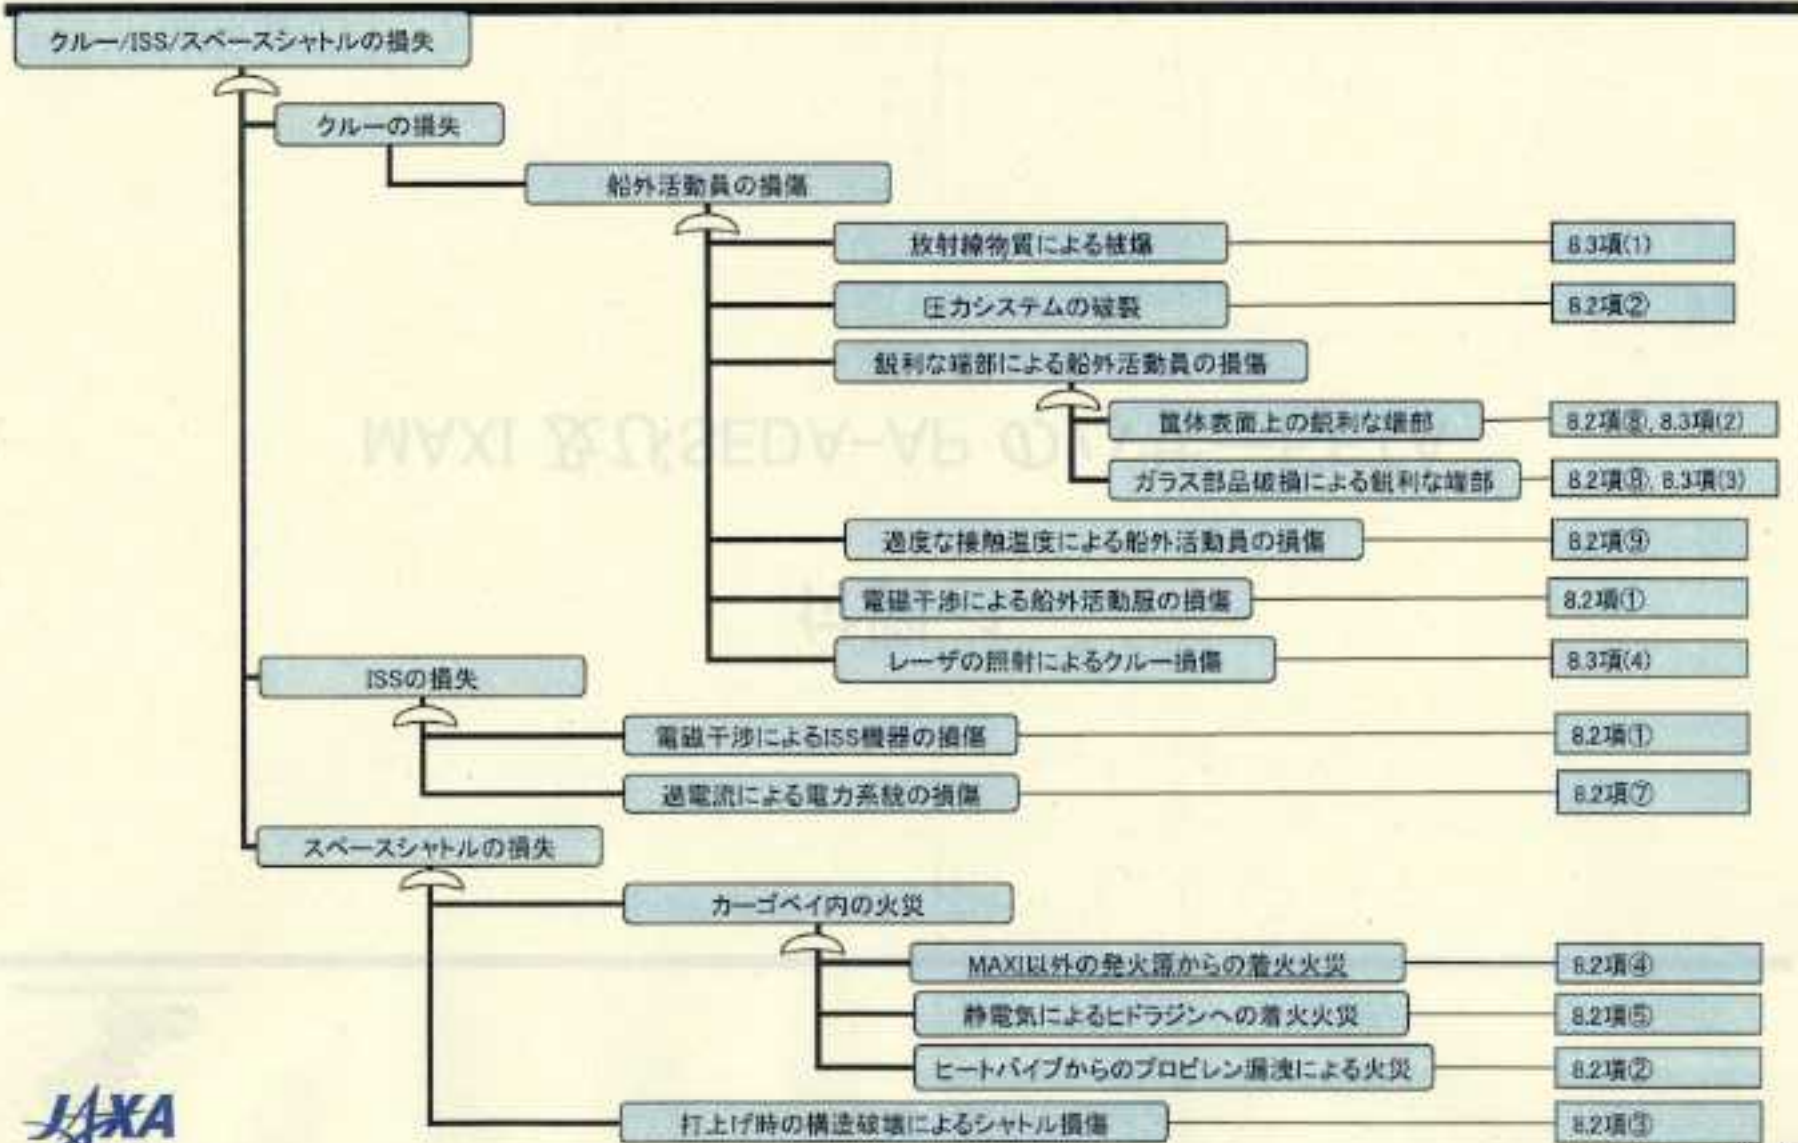 クルー/ISS/スペースシャトルの損失
クルーの損失
船外活動員の損傷
放射線物質による被爆
8.3項(1)
圧力システムの破裂
8.2項②
鋭利な端部による船外活動員の損傷
筐体表面上の鋭利な端部
8.2項⑧, 8.3項(2)
ガラス部品破損による鋭利な端部
8.2項⑧, 8.3項(3)
過度な接触温度による船外活動員の損傷
8.2項⑨
電磁干渉による船外活動服の損傷
8.2項①
レーザの照射によるクルー損傷
8.3項(4)
ISSの損失
電磁干渉によるISS機器の損傷
8.2項①
過電流による電力系統の損傷
8.2項⑦
スペースシャトルの損失
カーゴベイ内の火災
MAXI以外の発火源からの着火火災
8.2項④
静電気によるヒドラジンへの着火火災
8.2項⑤
ヒートパイプからのプロピレン漏洩による火災
8.2項②
打上げ時の構造破壊によるシャトル損傷
8.2項③
JAXA
MAXI 及びSEDA-AP の